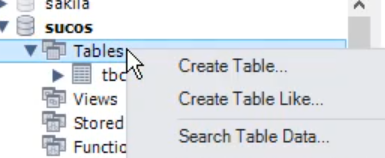 sakila
sucos
Tables
Create Table...
tbc
Create Table Like...
Views
Stored
Search Table Data...
Functio